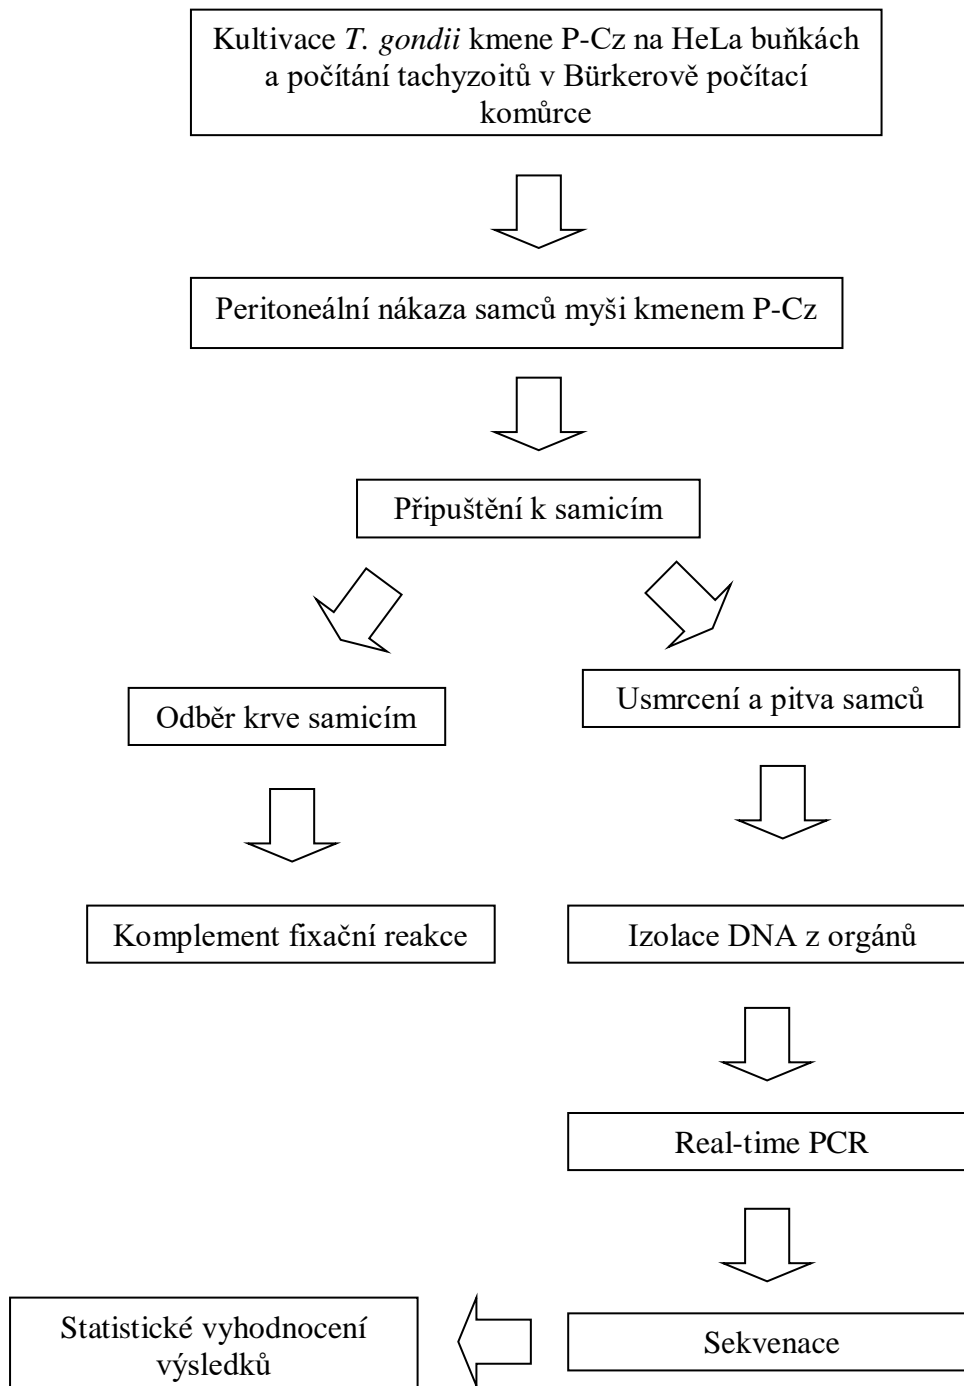 Kultivace T. gondii kmene P-Cz na HeLa buňkách
a počítání tachyzoitů v Bürkerově počítací
komůrce
Peritoneální nákaza samců myši kmenem P-Cz
Připuštění k samicím
Odběr krve samicím
Usmrcení a pitva samců
Komplement fixační reakce
Izolace DNA z orgánů
Real-time PCR
Statistické vyhodnocení
výsledků
Sekvenace